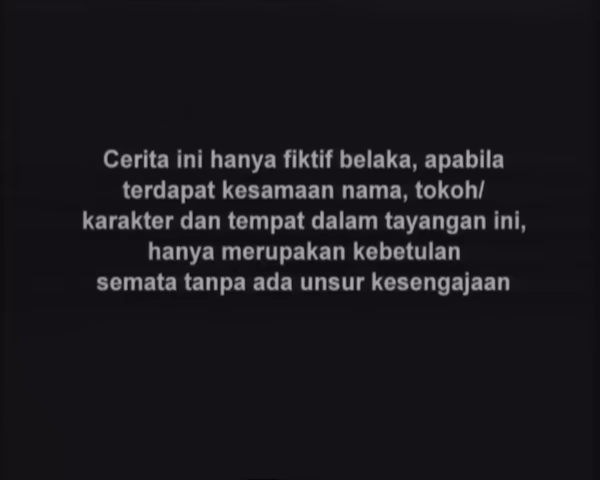 Cerita ini hanya fiktif belaka, apabila
terdapat kesamaan nama, tokoh/
karakter dan tempat dalam tayangan ini,
hanya merupakan kebetulan
semata tanpa ada unsur kesengajaan